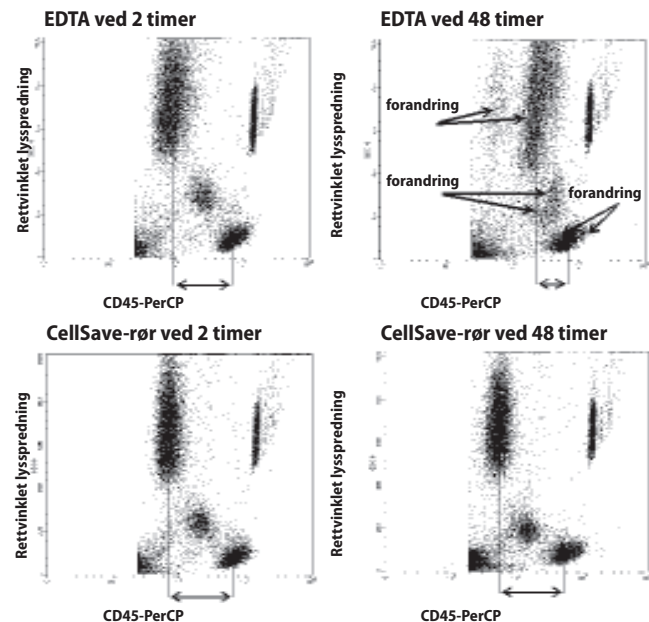 EDTA ved 2 timer
EDTA ved 48 timer
Rettvinklet lysspredning
Rettvinklet lysspredning
forandring
forandring
forandring
CD45-PerCP
CD45-PerCP
CellSave-rør ved 2 timer
CellSave-rør ved 48 timer
Rettvinklet lysspredning
Rettvinklet lysspredning
CD45-PerCP
CD45-PerCP